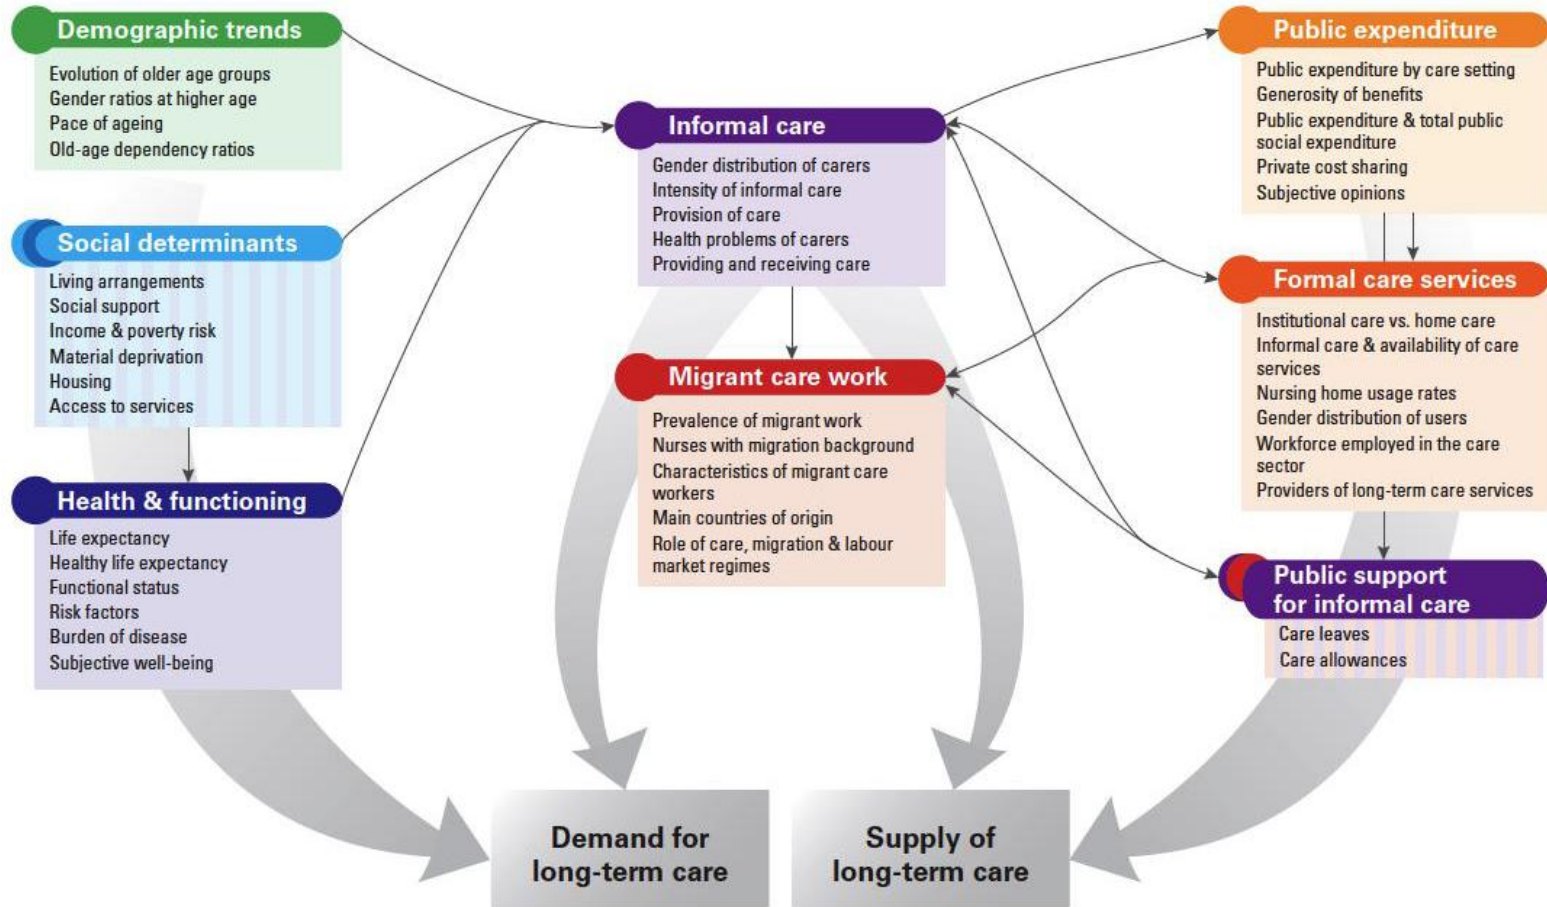 Demographic trends
Evolution of older age groups
Gender ratios at higher age
Pace of ageing
Old-age dependency ratios
Social determinants
Living arrangements
Social support
Income & poverty risk
Material deprivation
Housing
Access to services
Health & functioning
Life expectancy
Healthy life expectancy
Functional status
Risk factors
Burden of disease
Subjective well-being
Informal care
Gender distribution of carers
Intensity of informal care
Provision of care
Health problems of carers
Providing and receiving care
Migrant care work
Prevalence of migrant work
Nurses with migration background
Characteristics of migrant care
workers
Main countries of origin
Role of care, migration & labour
market regimes
Public expenditure
Public expenditure by care setting
Generosity of benefits
Public expenditure & total public
social expenditure
Private cost sharing
Subjective opinions
Formal care services
Institutional care vs. home care
Informal care & availability of care
services
Nursing home usage rates
Gender distribution of users
Workforce employed in the care
sector
Providers of long-term care services
Public support
for informal care
Care leaves
Care allowances
Demand for
long-term care
Supply of
long-term care